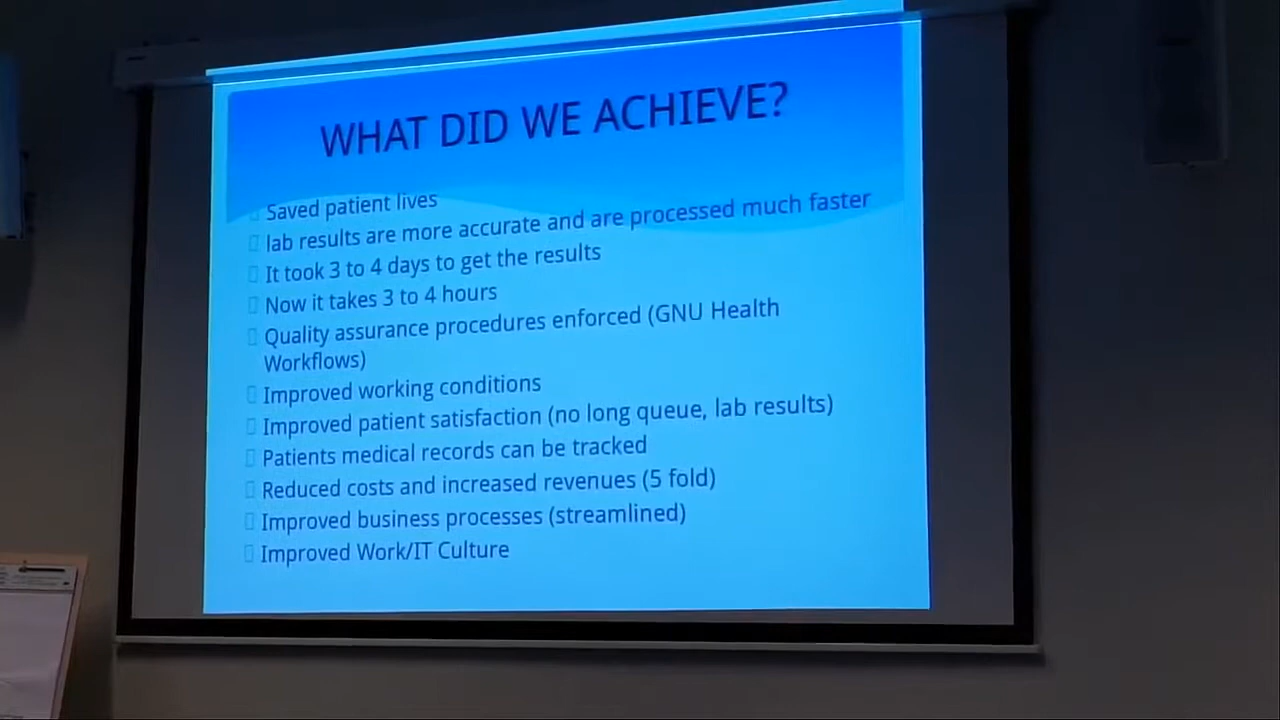 WHAT DID WE ACHIEVE?
Saved patient lives
lab results are more accurate and are processed much faster
It took 3 to 4 days to get the results
Now it takes 3 to 4 hours
Quality assurance procedures enforced (GNU Health
Workflows)
Improved working conditions
Improved patient satisfaction (no long queue, lab results)
Patients medical records can be tracked
Reduced costs and increased revenues (5 fold)
Improved business processes (streamlined)
Improved Work/IT Culture